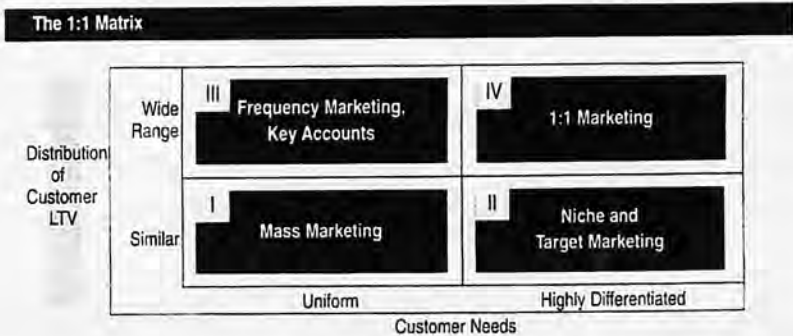 The 1:1 Matrix
Wide
Range
III
Frequency Marketing,
Key Accounts
IV
1:1 Marketing
Distribution
of
Customer
LTV
Similar
I
Mass Marketing
II
Niche and
Target Marketing
Uniform
Highly Differentiated
Customer Needs